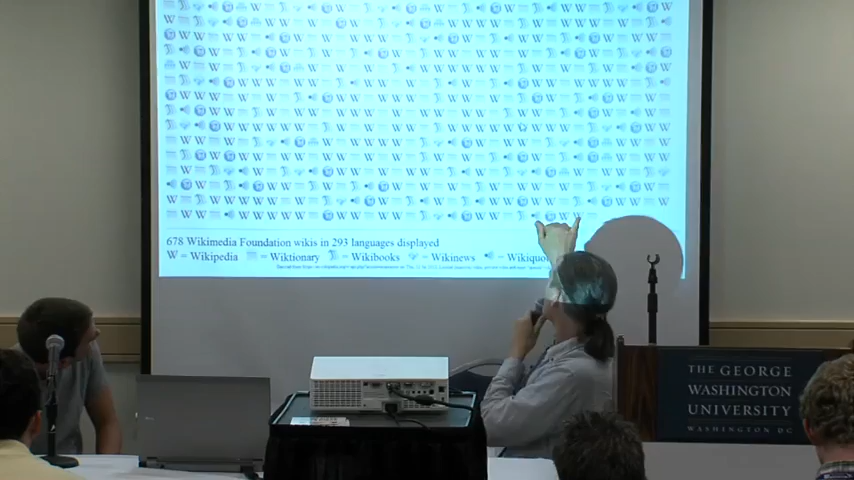 678 Wikimedia Foundation wikis in 293 languages displayed
W = Wikipedia = Wiktionary = Wikibooks = Wikinews = Wikiquo
THE GEORGE
WASHINGTON
UNIVERSITY
WASHINGTON DC